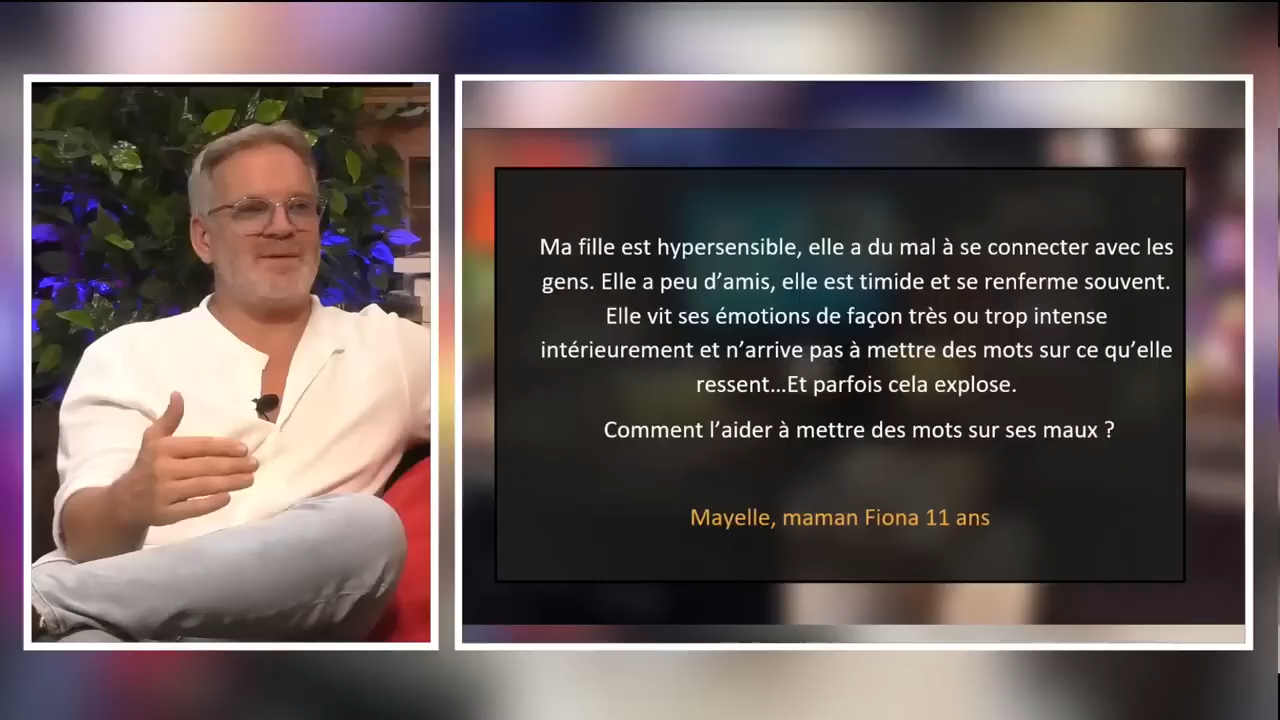 Ma fille est hypersensible, elle a du mal à se connecter avec les
gens. Elle a peu d’amis, elle est timide et se renferme souvent.
Elle vit ses émotions de façon très ou trop intense
intérieurement et n’arrive pas à mettre des mots sur ce qu’elle
ressent…Et parfois cela explose.
Comment l’aider à mettre des mots sur ses maux ?
Mayelle, maman Fiona 11 ans